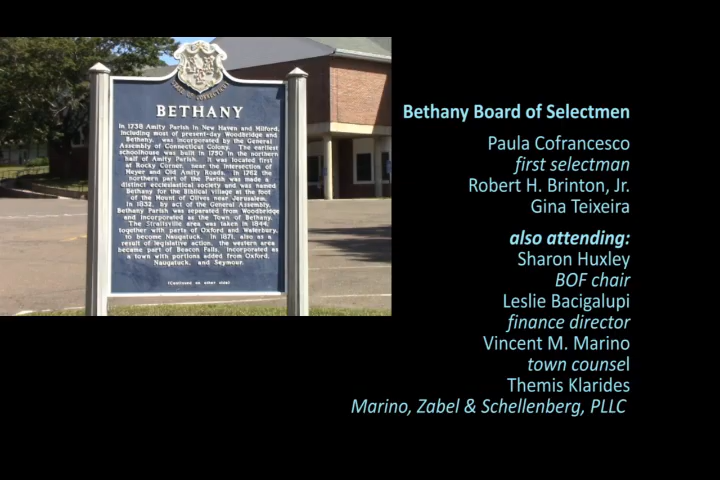 BETHANY
In 1738 Amity Parish in New Haven and Milford,
including most of present-day Woodbridge and
Bethany, was incorporated by the General
Assembly of Connecticut Colony. The earliest
schoolhouse was built in 1750 in the northern
half of Amity Parish. It was located first
at Rocky Corner, near the intersection of
Meyer and Old Amity Roads. In 1762 the
northern part of the Parish was made a
distinct ecclesiastical society and was named
Bethany for the Biblical village at the foot
of the Mount of Olives near Jerusalem.
In 1832, by act of the General Assembly,
Bethany Parish was separated from Woodbridge
and incorporated as the Town of Bethany.
The Straitsville area was taken in 1844,
together with parts of Oxford and Waterbury,
to become Naugatuck. In 1871, also as a
result of legislative action, the western area
became part of Beacon Falls, incorporated as
a town with portions added from Oxford,
Naugatuck, and Seymour.
(Continued on other side)
Bethany Board of Selectmen
Paula Cofrancesco
first selectman
Robert H. Brinton, Jr.
Gina Teixeira
also attending:
Sharon Huxley
BOF chair
Leslie Bacigalupi
finance director
Vincent M. Marino
town counsel
Themis Klarides
Marino, Zabel & Schellenberg, PLLC